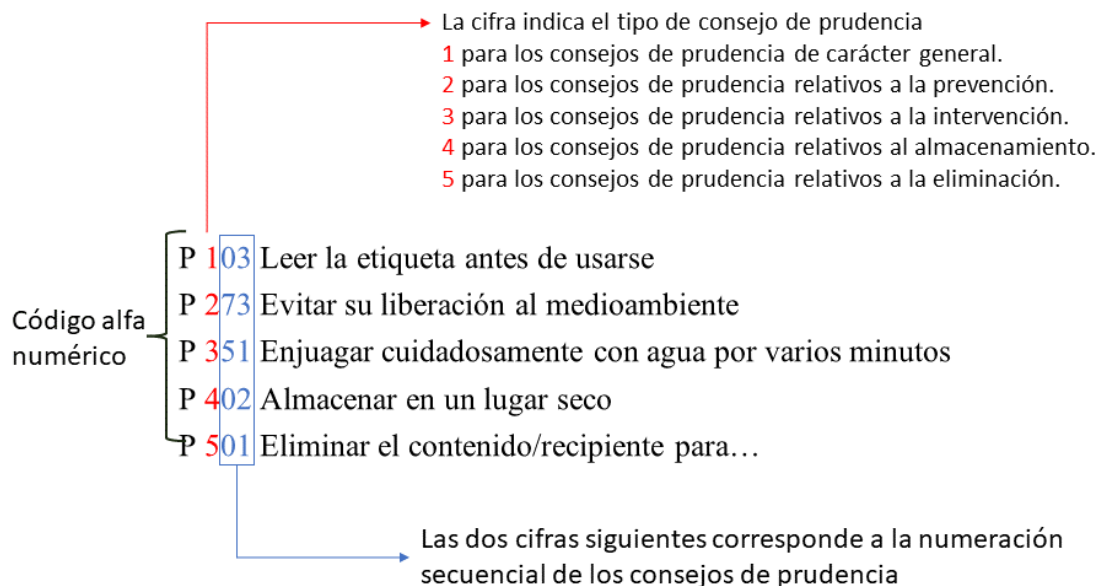 La cifra indica el tipo de consejo de prudencia
1 para los consejos de prudencia de carácter general.
2 para los consejos de prudencia relativos a la prevención.
3 para los consejos de prudencia relativos a la intervención.
4 para los consejos de prudencia relativos al almacenamiento.
5 para los consejos de prudencia relativos a la eliminación.
Código alfa
numérico
P 103 Leer la etiqueta antes de usarse
P 273 Evitar su liberación al medioambiente
P 351 Enjuagar cuidadosamente con agua por varios minutos
P 402 Almacenar en un lugar seco
P 501 Eliminar el contenido/recipiente para…
Las dos cifras siguientes corresponde a la numeración
secuencial de los consejos de prudencia